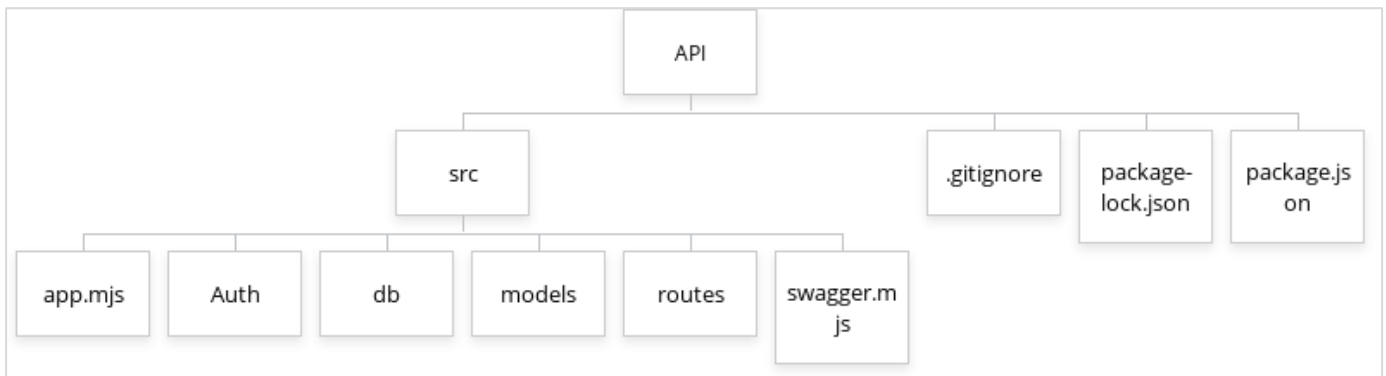 API
src
.gitignore
package-
lock.json
package.js
on
app.mjs
Auth
db
models
routes
swagger.m
js